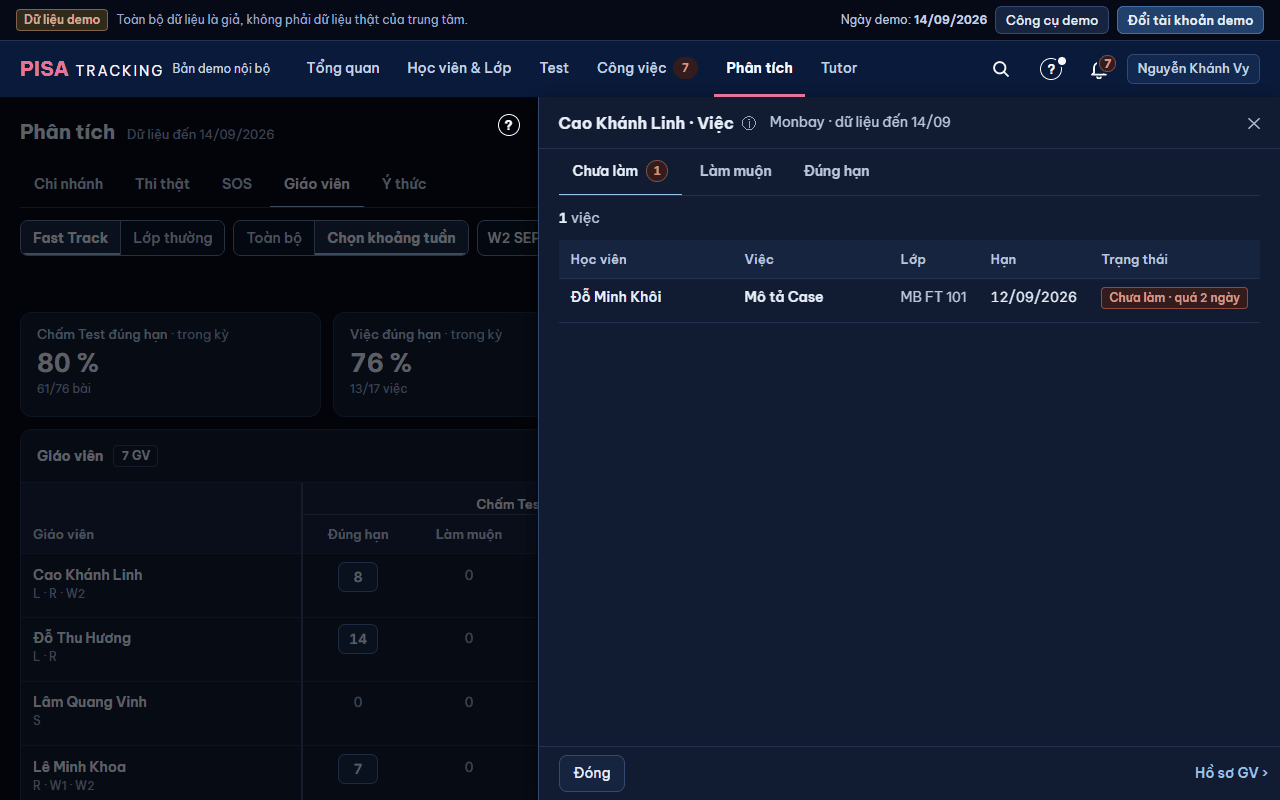 Dữ liệu demo Toàn bộ dữ liệu là giả, không phải dữ liệu thật của trung tâm. Ngày demo: 14/09/2026 Công cụ demo Đổi tài khoản demo
PISA TRACKING Bản demo nội bộ Tổng quan Học viên & Lớp Test Công việc 7 Phân tích Tutor ? 7 Nguyễn Khánh Vy
Phân tích Dữ liệu đến 14/09/2026 ?
Chi nhánh Thi thật SOS Giáo viên Ý thức
Fast Track Lớp thường Toàn bộ Chọn khoảng tuần W2 SEP
Chấm Test đúng hạn · trong kỳ
80 %
61/76 bài
Việc đúng hạn · trong kỳ
76 %
13/17 việc
Giáo viên 7 GV
Chấm Tes
Giáo viên Đúng hạn Làm muộn
Cao Khánh Linh 8 0
L · R · W2
Đỗ Thu Hương 14 0
L · R
Lâm Quang Vinh 0 0
S
Lê Minh Khoa 7 0
R · W1 · W2
Cao Khánh Linh · Việc Monbay · dữ liệu đến 14/09
Chưa làm 1 Làm muộn Đúng hạn
1 việc
Học viên Việc Lớp Hạn Trạng thái
Đỗ Minh Khôi Mô tả Case MB FT 101 12/09/2026 Chưa làm · quá 2 ngày
Đóng Hồ sơ GV ›